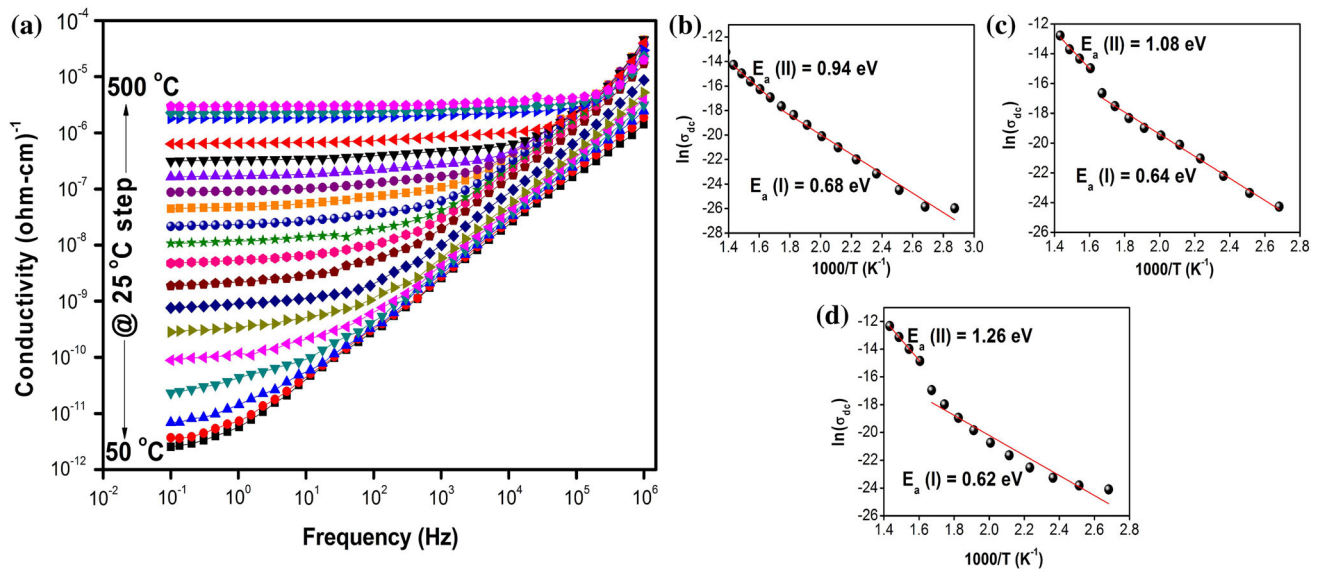 (a)
Conductivity (ohm-cm)⁻¹
10⁻⁴
10⁻⁵
10⁻⁶
10⁻⁷
10⁻⁸
10⁻⁹
10⁻¹⁰
10⁻¹¹
10⁻¹²
500 °C
@ 25 °C step
50 °C
10⁻² 10⁻¹ 10⁰ 10¹ 10² 10³ 10⁴ 10⁵ 10⁶
Frequency (Hz)
(b)
ln(σdc)
-12
-14
-16
-18
-20
-22
-24
-26
-28
Ea (II) = 0.94 eV
Ea (I) = 0.68 eV
1.4 1.6 1.8 2.0 2.2 2.4 2.6 2.8 3.0
1000/T (K⁻¹)
(c)
ln(σdc)
-12
-14
-16
-18
-20
-22
-24
-26
Ea (II) = 1.08 eV
Ea (I) = 0.64 eV
1.4 1.6 1.8 2.0 2.2 2.4 2.6 2.8
1000/T (K⁻¹)
(d)
ln(σdc)
-12
-14
-16
-18
-20
-22
-24
-26
Ea (II) = 1.26 eV
Ea (I) = 0.62 eV
1.4 1.6 1.8 2.0 2.2 2.4 2.6 2.8
1000/T (K⁻¹)